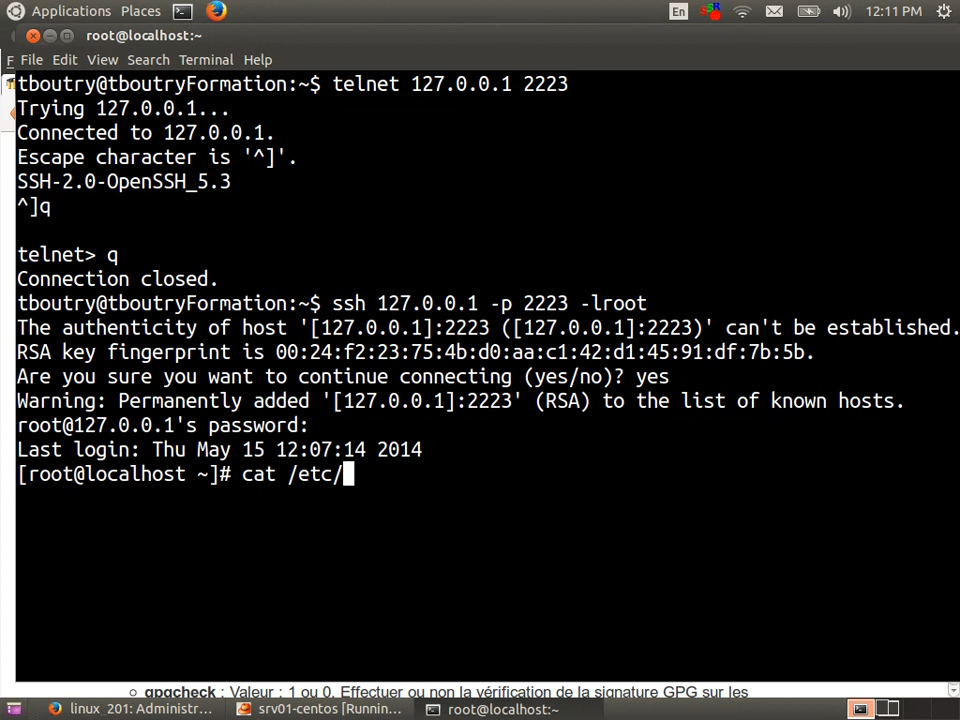 Applications Places En 12:11 PM
root@localhost:~
File Edit View Search Terminal Help
tboutry@tboutryFormation:~$ telnet 127.0.0.1 2223
Trying 127.0.0.1...
Connected to 127.0.0.1.
Escape character is '^]'.
SSH-2.0-OpenSSH_5.3
^]q
telnet> q
Connection closed.
tboutry@tboutryFormation:~$ ssh 127.0.0.1 -p 2223 -lroot
The authenticity of host '[127.0.0.1]:2223 ([127.0.0.1]:2223)' can't be established.
RSA key fingerprint is 00:24:f2:23:75:4b:d0:aa:c1:42:d1:45:91:df:7b:5b.
Are you sure you want to continue connecting (yes/no)? yes
Warning: Permanently added '[127.0.0.1]:2223' (RSA) to the list of known hosts.
root@127.0.0.1's password:
Last login: Thu May 15 12:07:14 2014
[root@localhost ~]# cat /etc/
gpgcheck : Valeur : 1 ou 0. Effectuer ou non la vérification de la signature GPG sur les
linux_201: Administr... srv01-centos [Runnin... root@localhost:~